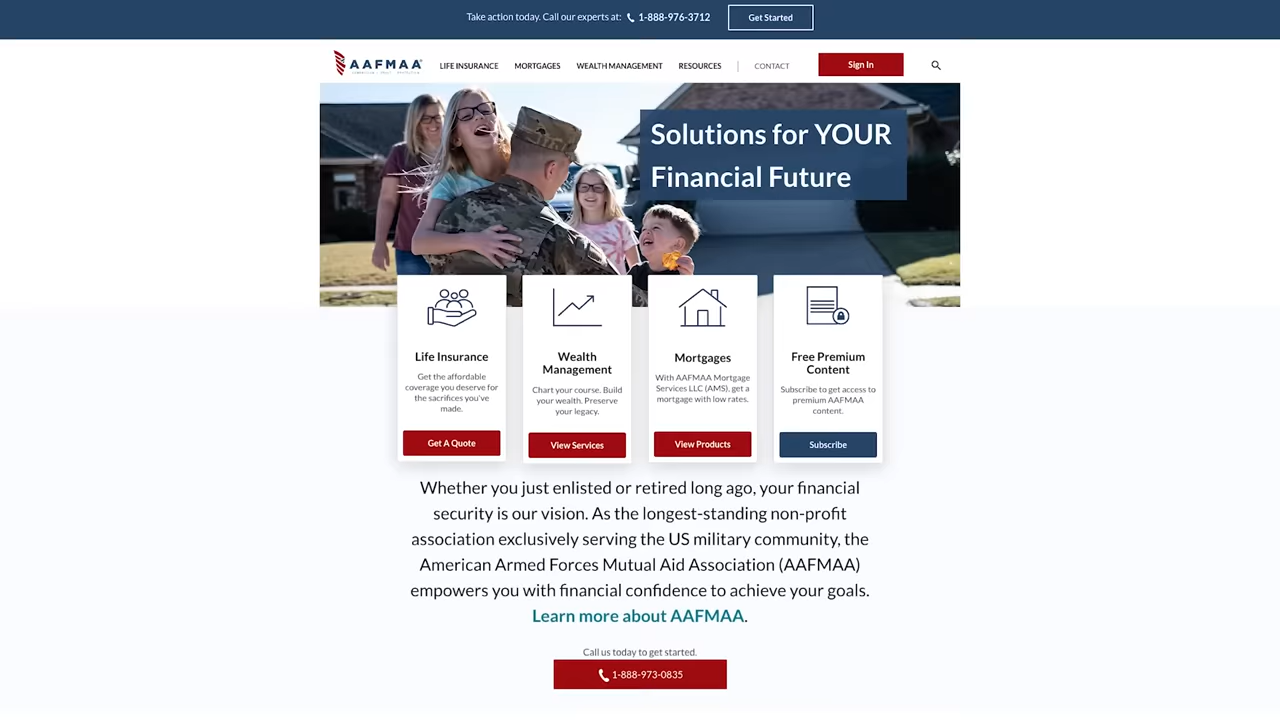 Take action today. Call our experts at: 1-888-976-3712 Get Started
AAFMAA® LIFE INSURANCE MORTGAGES WEALTH MANAGEMENT RESOURCES | CONTACT Sign In
Solutions for YOUR
Financial Future
Life Insurance
Get the affordable
coverage you deserve for
the sacrifices you've
made.
Get A Quote
Wealth
Management
Chart your course. Build
your wealth. Preserve
your legacy.
View Services
Mortgages
With AAFMAA Mortgage
Services LLC (AMS), get a
mortgage with low rates.
View Products
Free Premium
Content
Subscribe to get access to
premium AAFMAA
content.
Subscribe
Whether you just enlisted or retired long ago, your financial
security is our vision. As the longest-standing non-profit
association exclusively serving the US military community, the
American Armed Forces Mutual Aid Association (AAFMAA)
empowers you with financial confidence to achieve your goals.
Learn more about AAFMAA.
Call us today to get started.
1-888-973-0835